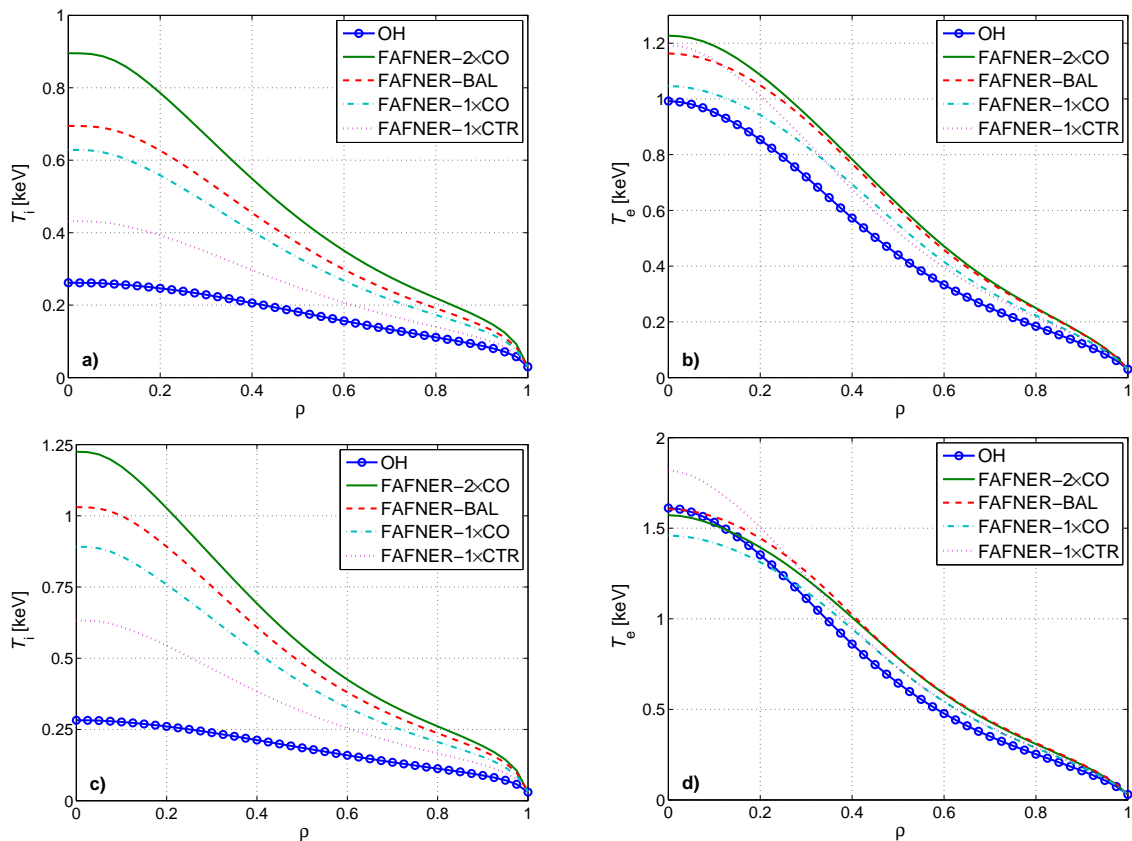 1
0.8
0.6
0.4
0.2
0
T_i [keV]
0 0.2 0.4 0.6 0.8 1
ρ
a)
OH
FAFNER−2×CO
FAFNER−BAL
FAFNER−1×CO
FAFNER−1×CTR
1.2
1
0.8
0.6
0.4
0.2
0
T_e [keV]
0 0.2 0.4 0.6 0.8 1
ρ
b)
OH
FAFNER−2×CO
FAFNER−BAL
FAFNER−1×CO
FAFNER−1×CTR
1.25
1
0.75
0.5
0.25
0
T_i [keV]
0 0.2 0.4 0.6 0.8 1
ρ
c)
OH
FAFNER−2×CO
FAFNER−BAL
FAFNER−1×CO
FAFNER−1×CTR
2
1.5
1
0.5
0
T_e [keV]
0 0.2 0.4 0.6 0.8 1
ρ
d)
OH
FAFNER−2×CO
FAFNER−BAL
FAFNER−1×CO
FAFNER−1×CTR